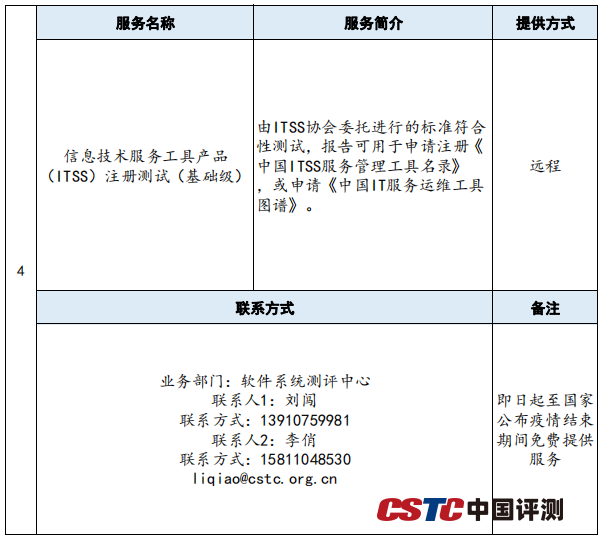 服务名称
服务简介
提供方式
4
信息技术服务工具产品
（ITSS）注册测试（基础级）
由ITSS协会委托进行的标准符合
性测试，报告可用于申请注册《
中国ITSS服务管理工具名录》
，或申请《中国IT服务运维工具
图谱》。
远程
联系方式
备注
业务部门：软件系统测评中心
联系人1：刘闯
联系方式：13910759981
联系人2：李俏
联系方式：15811048530
liqiao@cstc.org.cn
即日起至国家
公布疫情结束
期间免费提供
服务
CSTC中国评测